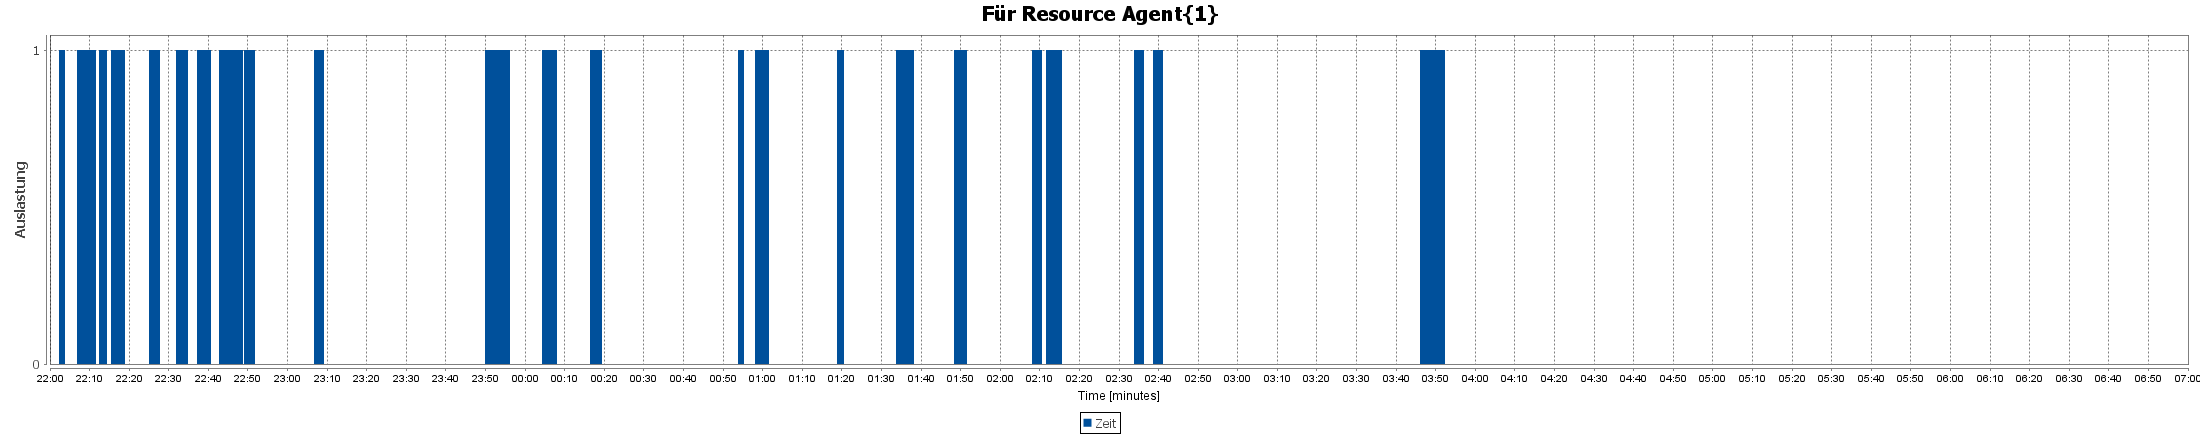 Für Resource Agent{1}
Auslastung
1
0
22:00 22:10 22:20 22:30 22:40 22:50 23:00 23:10 23:20 23:30 23:40 23:50 00:00 00:10 00:20 00:30 00:40 00:50 01:00 01:10 01:20 01:30 01:40 01:50 02:00 02:10 02:20 02:30 02:40 02:50 03:00 03:10 03:20 03:30 03:40 03:50 04:00 04:10 04:20 04:30 04:40 04:50 05:00 05:10 05:20 05:30 05:40 05:50 06:00 06:10 06:20 06:30 06:40 06:50 07:00
Time [minutes]
Zeit